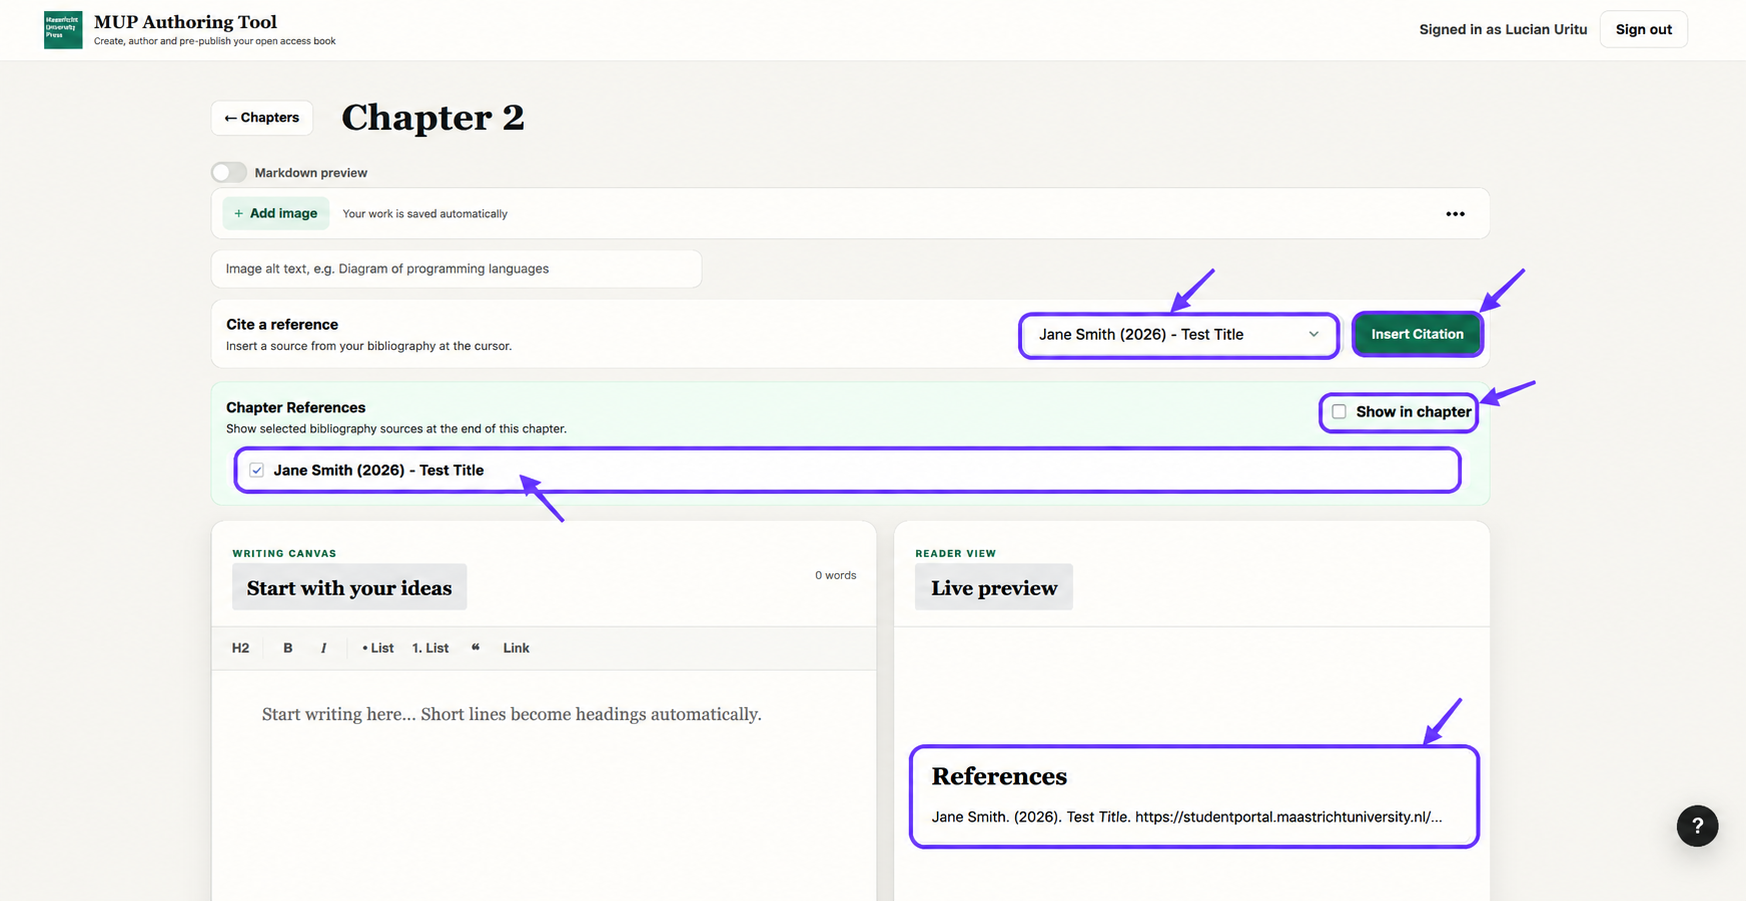 Maastricht
University
Press
MUP Authoring Tool
Create, author and pre-publish your open access book
Signed in as Lucian Uritu
Sign out
← Chapters
Chapter 2
Markdown preview
+ Add image
Your work is saved automatically
•••
Image alt text, e.g. Diagram of programming languages
Cite a reference
Insert a source from your bibliography at the cursor.
Jane Smith (2026) - Test Title
Insert Citation
Chapter References
Show selected bibliography sources at the end of this chapter.
Show in chapter
Jane Smith (2026) - Test Title
WRITING CANVAS
Start with your ideas
0 words
H2 B I • List 1. List “ Link
Start writing here... Short lines become headings automatically.
READER VIEW
Live preview
References
Jane Smith. (2026). Test Title. https://studentportal.maastrichtuniversity.nl/...
?